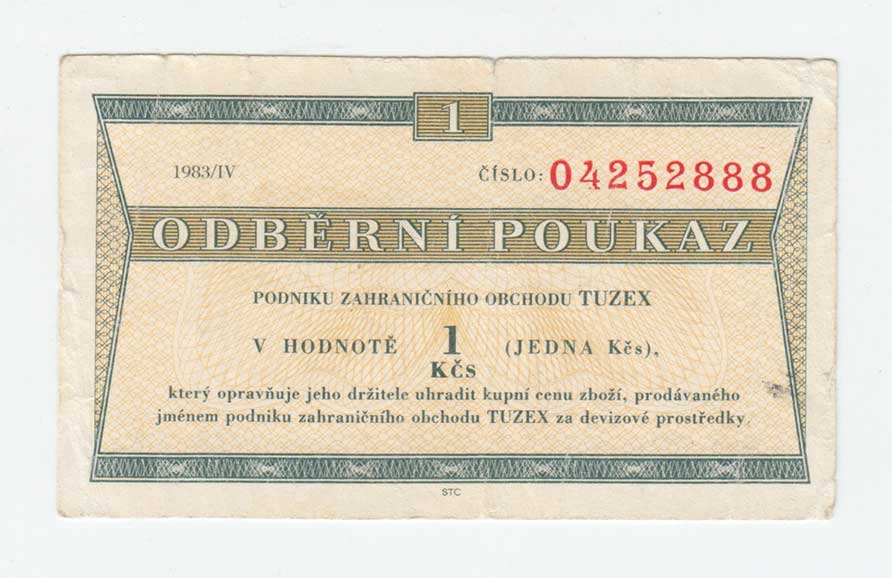 1
1983/IV
ČÍSLO: 04252888
ODBĚRNÍ POUKAZ
PODNIKU ZAHRANIČNÍHO OBCHODU TUZEX
V HODNOTĚ 1 (JEDNA Kčs),
KČS
který opravňuje jeho držitele uhradit kupní cenu zboží, prodávaného
jménem podniku zahraničního obchodu TUZEX za devizové prostředky.
STC